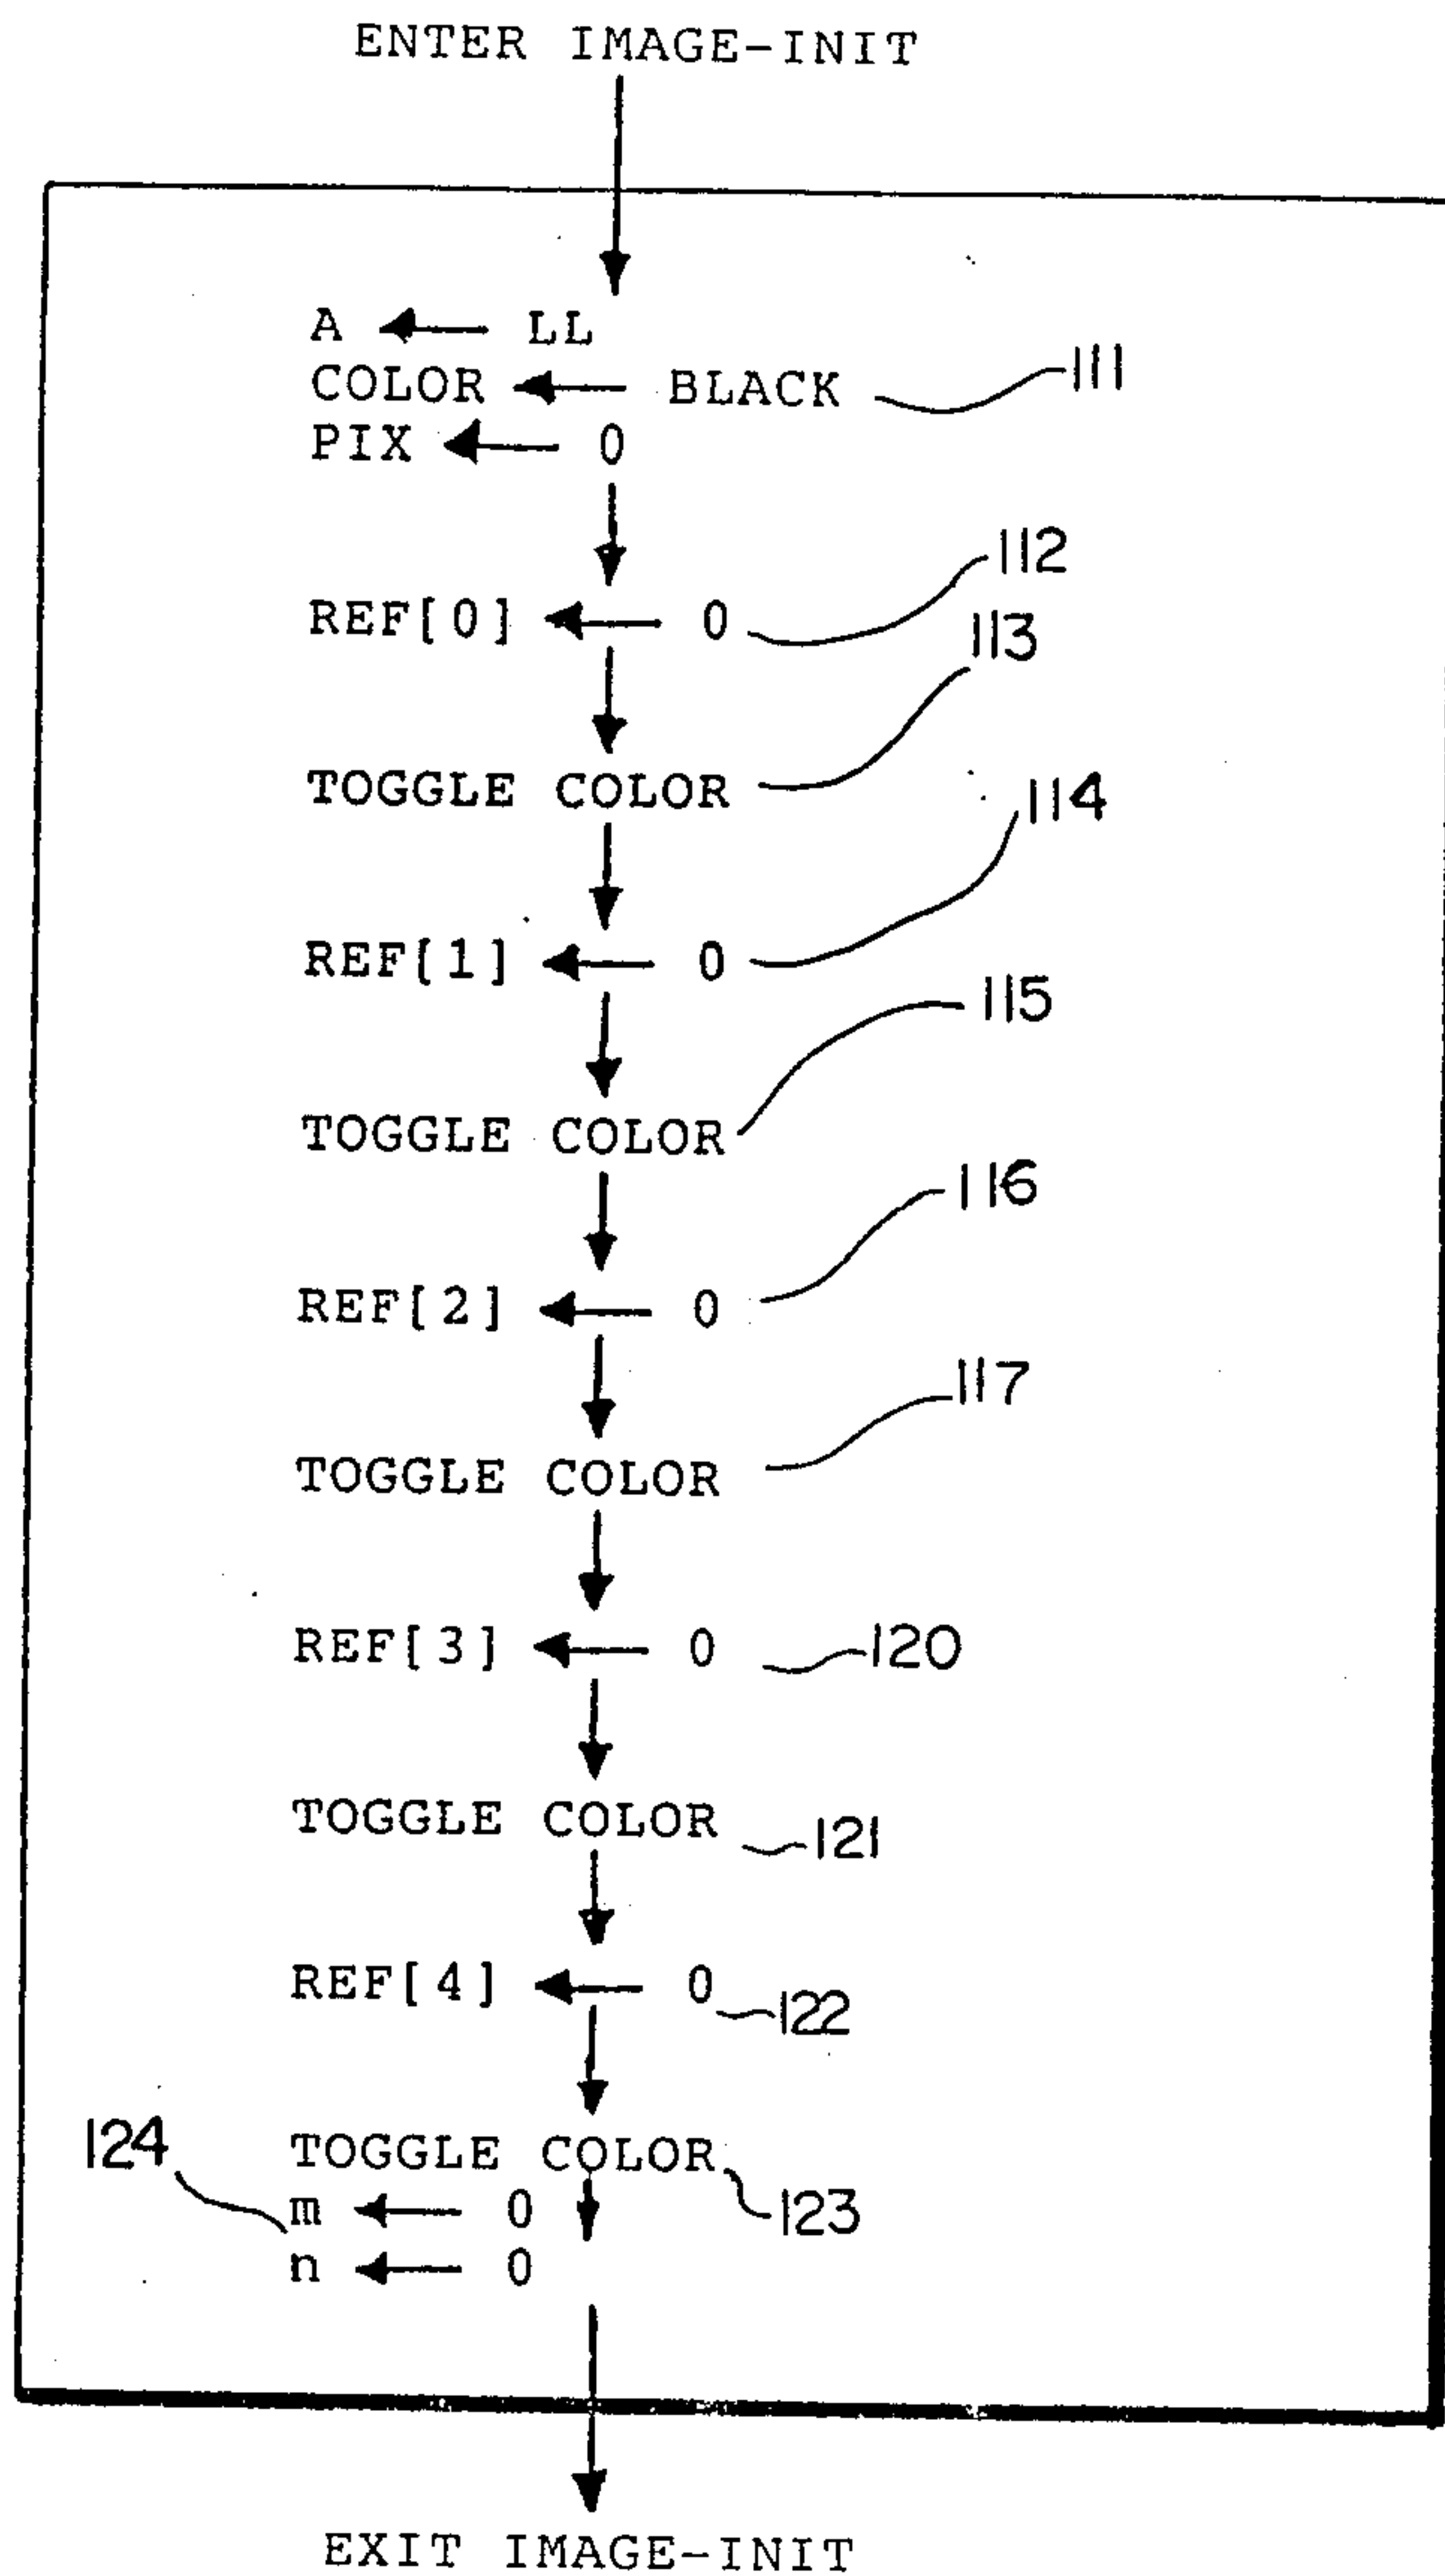 ENTER IMAGE-INIT
A ← LL
COLOR ← BLACK 111
PIX ← 0
REF[0] ← 0 112
TOGGLE COLOR 113
REF[1] ← 0 114
TOGGLE COLOR 115
REF[2] ← 0 116
TOGGLE COLOR 117
REF[3] ← 0 120
TOGGLE COLOR 121
REF[4] ← 0 122
TOGGLE COLOR 123
124 m ← 0
n ← 0
EXIT IMAGE-INIT